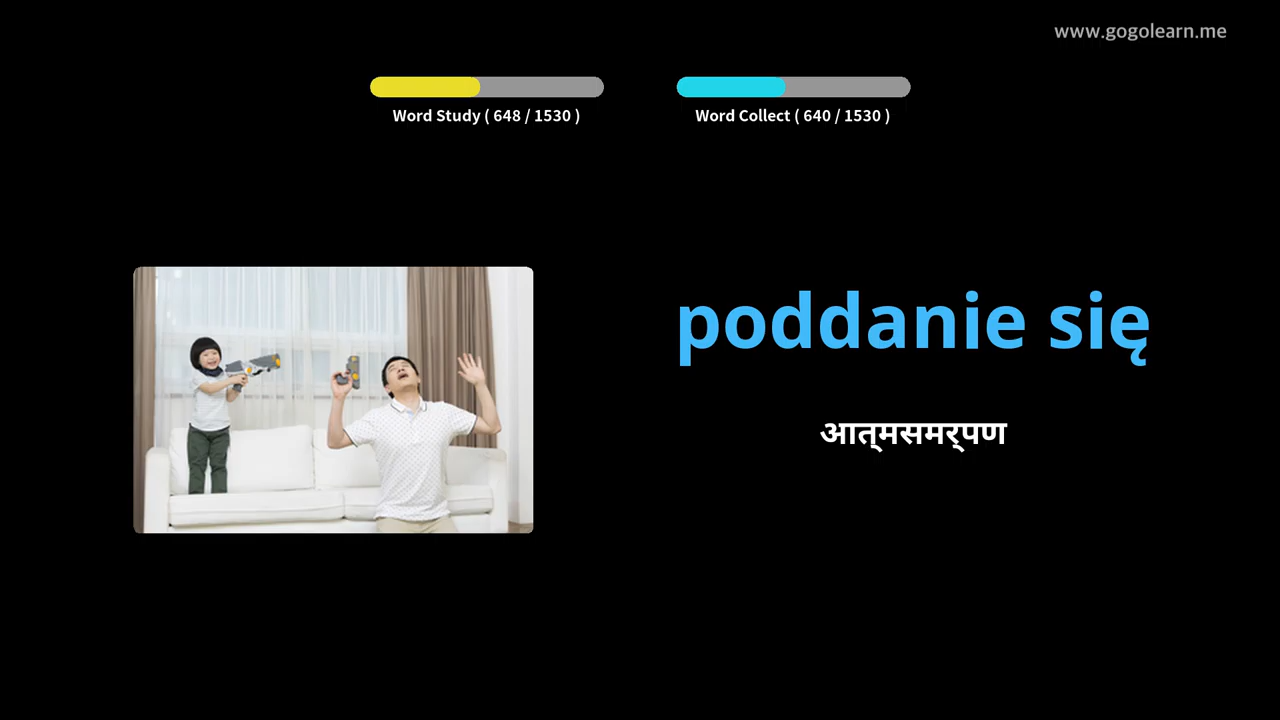 www.gogolearn.me
Word Study ( 648 / 1530 )
Word Collect ( 640 / 1530 )
poddanie się
आत्मसमर्पण